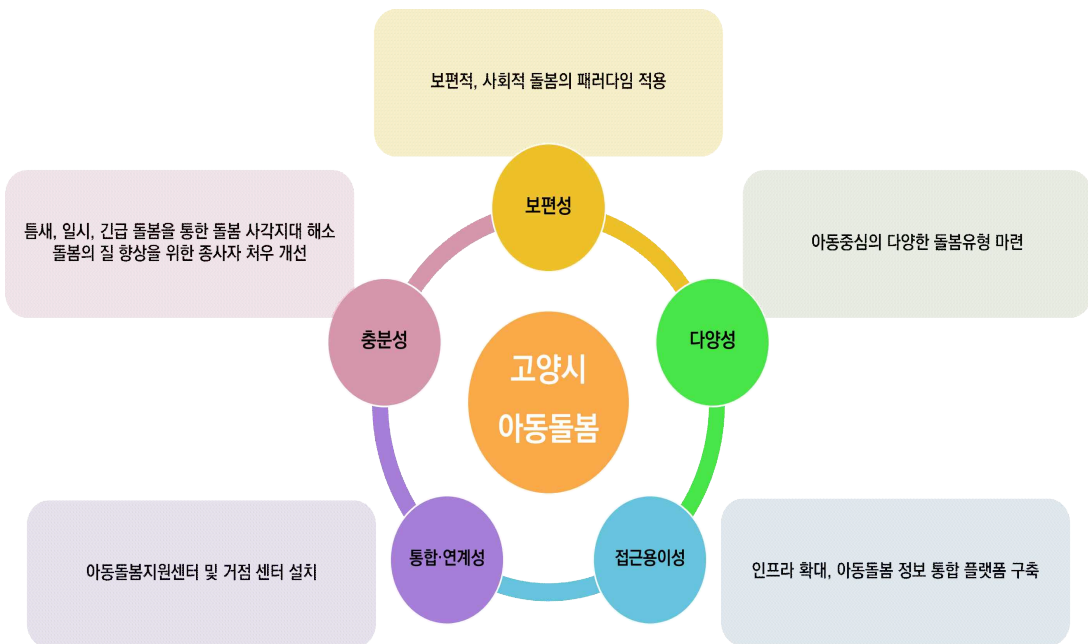 보편적, 사회적 돌봄의 패러다임 적용
보편성
틈새, 일시, 긴급 돌봄을 통한 돌봄 사각지대 해소
돌봄의 질 향상을 위한 종사자 처우 개선
충분성
아동중심의 다양한 돌봄유형 마련
다양성
고양시
아동돌봄
아동돌봄지원센터 및 거점 센터 설치
통합·연계성
접근용이성
인프라 확대, 아동돌봄 정보 통합 플랫폼 구축